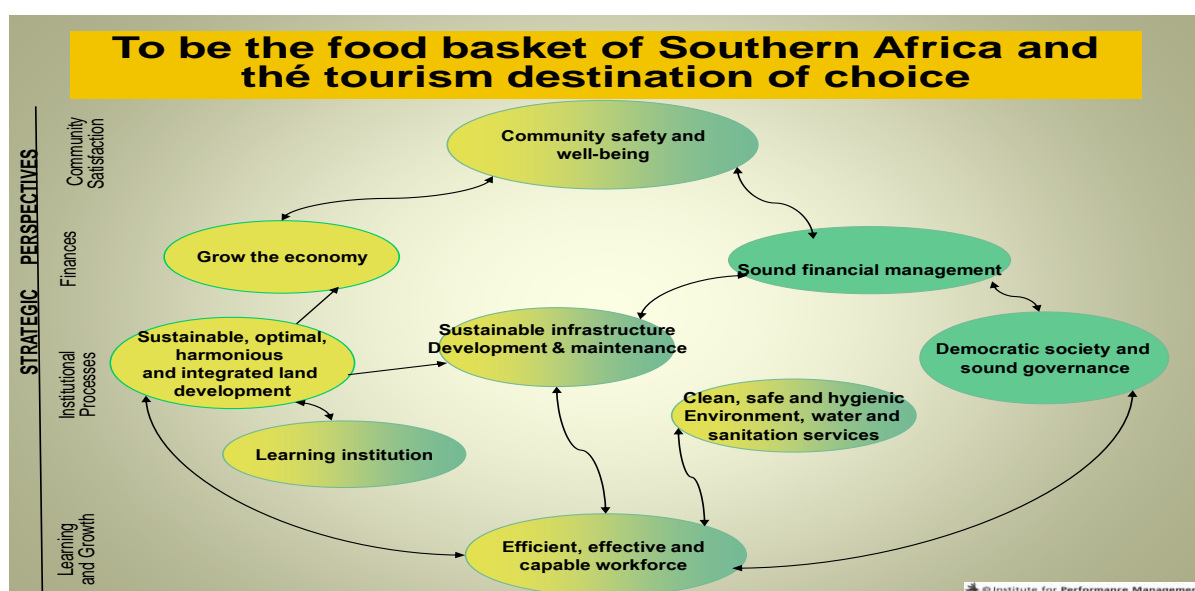 To be the food basket of Southern Africa and
thé tourism destination of choice
STRATEGIC PERSPECTIVES
Community
Satisfaction
Community safety and
well-being
Finances
Grow the economy
Sound financial management
Institutional
Processes
Sustainable, optimal,
harmonious
and integrated land
development
Sustainable infrastructure
Development & maintenance
Democratic society and
sound governance
Clean, safe and hygienic
Environment, water and
sanitation services
Learning institution
Learning
and Growth
Efficient, effective and
capable workforce
©Institute for Performance Managemen